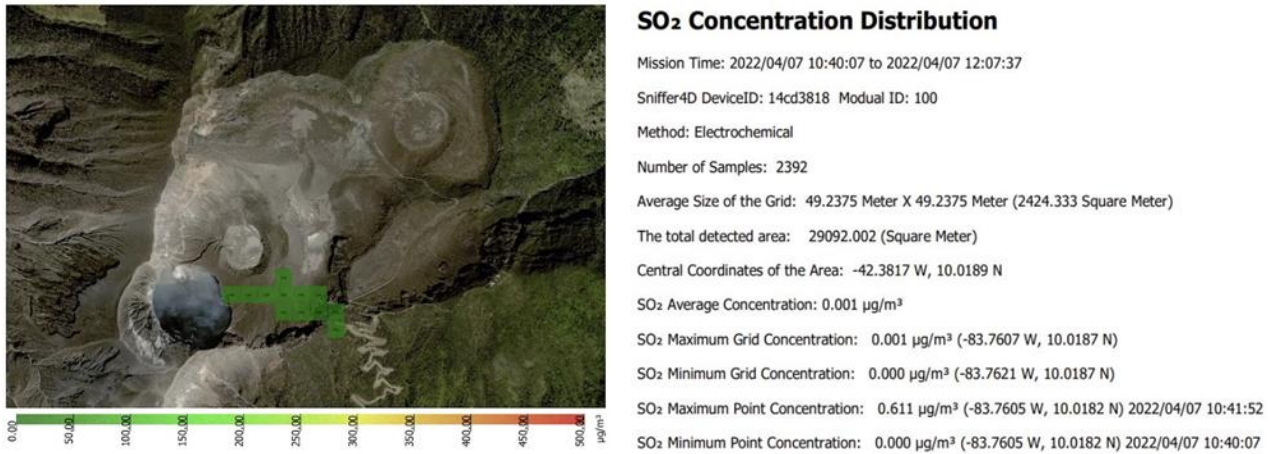 SO₂ Concentration Distribution
Mission Time: 2022/04/07 10:40:07 to 2022/04/07 12:07:37
Sniffer4D DeviceID: 14cd3818 Modual ID: 100
Method: Electrochemical
Number of Samples: 2392
Average Size of the Grid: 49.2375 Meter X 49.2375 Meter (2424.333 Square Meter)
The total detected area: 29092.002 (Square Meter)
Central Coordinates of the Area: -42.3817 W, 10.0189 N
SO₂ Average Concentration: 0.001 µg/m³
SO₂ Maximum Grid Concentration: 0.001 µg/m³ (-83.7607 W, 10.0187 N)
SO₂ Minimum Grid Concentration: 0.000 µg/m³ (-83.7621 W, 10.0187 N)
SO₂ Maximum Point Concentration: 0.611 µg/m³ (-83.7605 W, 10.0182 N) 2022/04/07 10:41:52
SO₂ Minimum Point Concentration: 0.000 µg/m³ (-83.7605 W, 10.0182 N) 2022/04/07 10:40:07
0.00 50.00 100.00 150.00 200.00 250.00 300.00 350.00 400.00 450.00 500.00 µg/m³